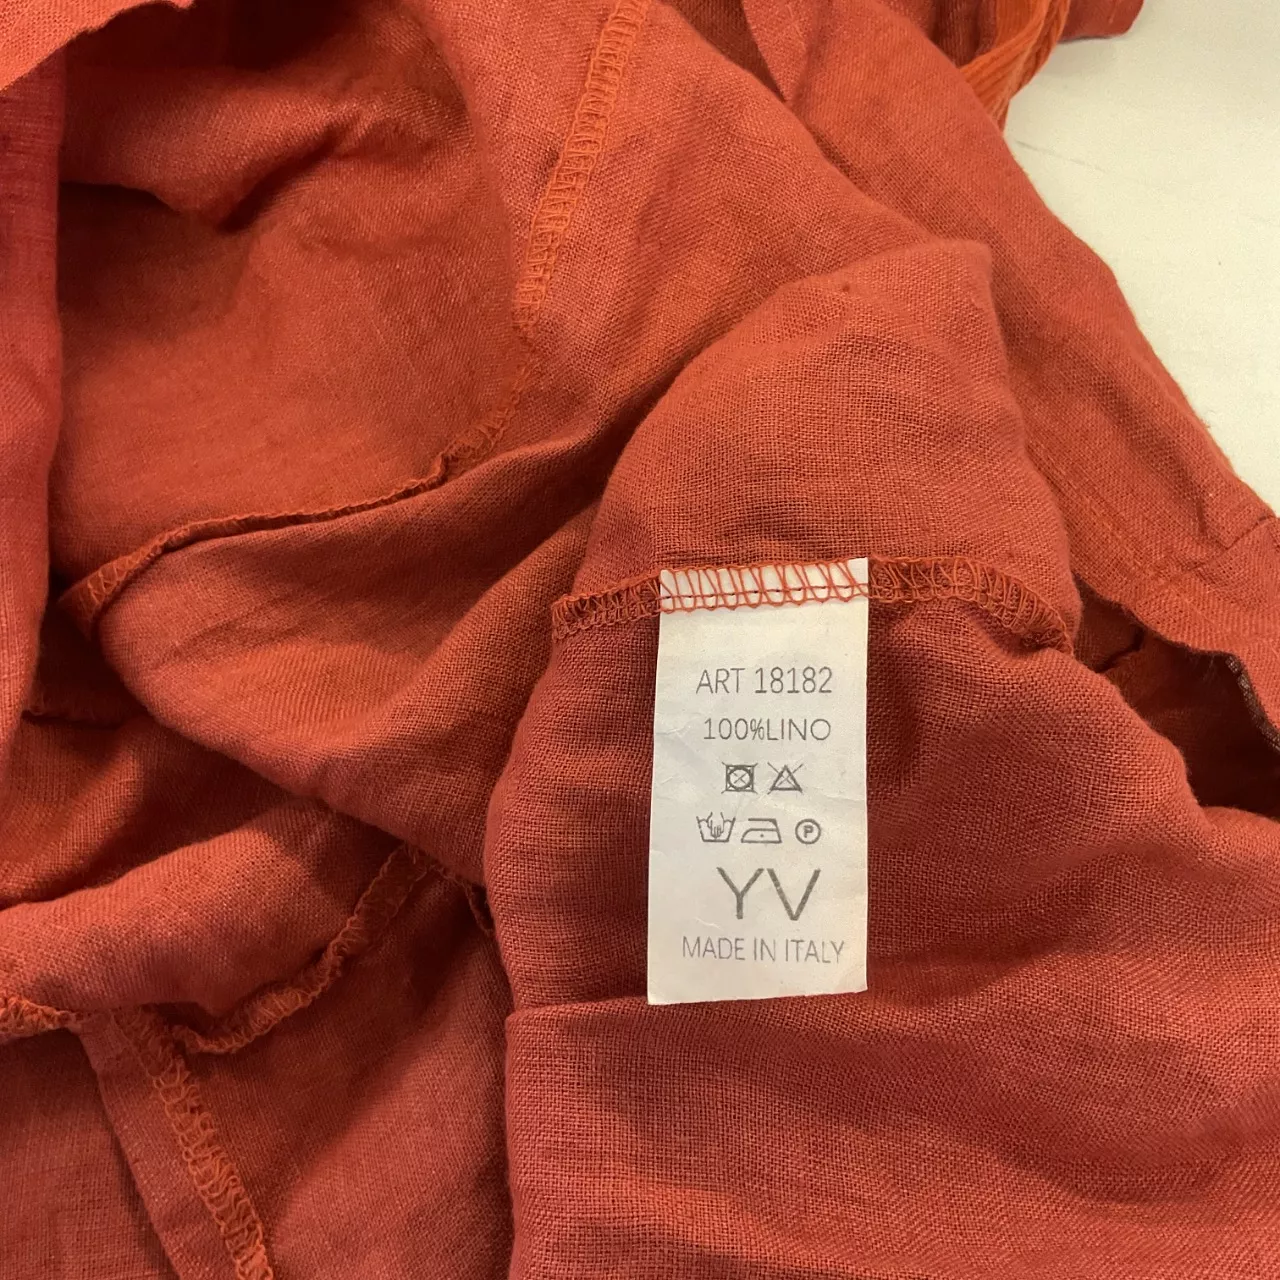 ART 18182
100%LINO
P
YV
MADE IN ITALY